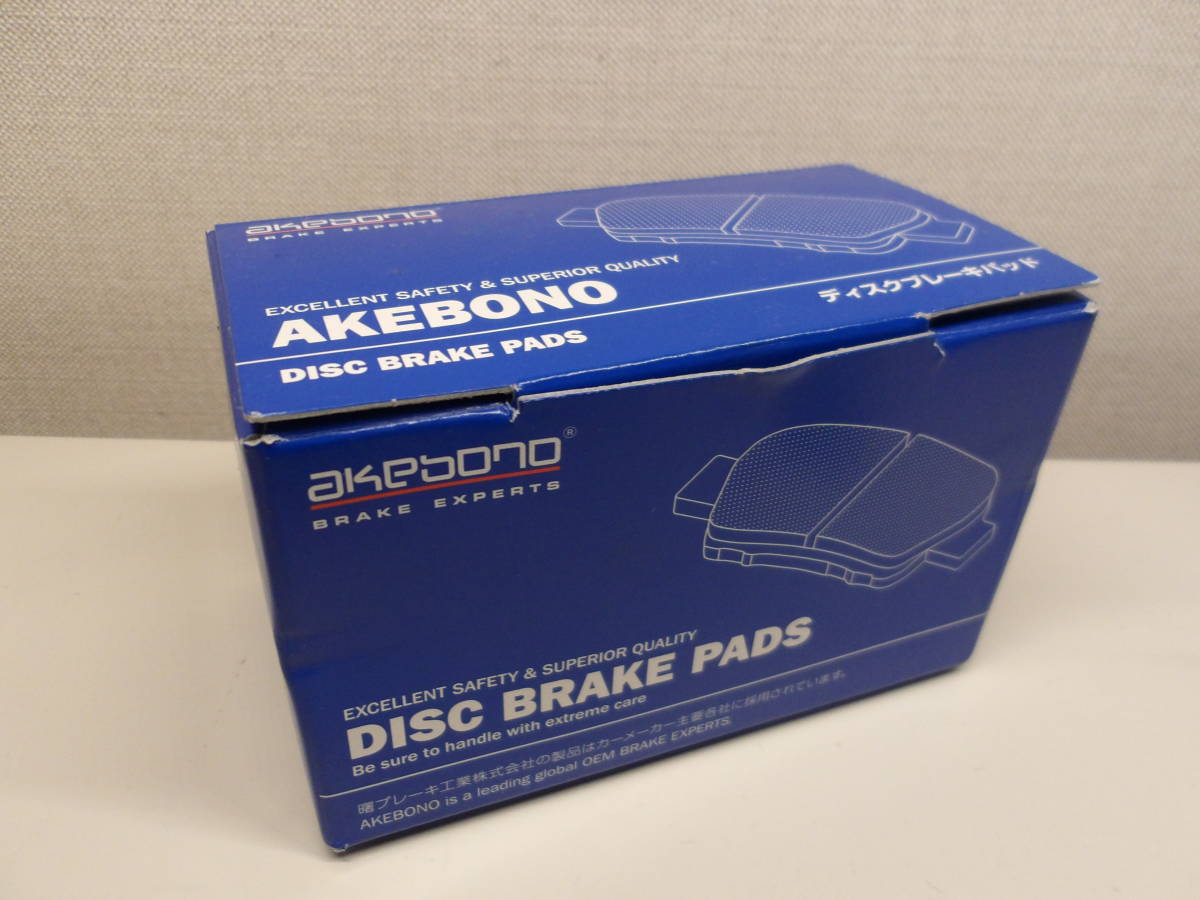 akebono®
BRAKE EXPERTS
EXCELLENT SAFETY & SUPERIOR QUALITY
AKEBONO
DISC BRAKE PADS
ディスクブレーキパッド
akebono®
BRAKE EXPERTS
EXCELLENT SAFETY & SUPERIOR QUALITY
DISC BRAKE PADS
Be sure to handle with extreme care
曙ブレーキ工業株式会社の製品はカーメーカー主要各社に採用されています。
AKEBONO is a leading global OEM BRAKE EXPERTS